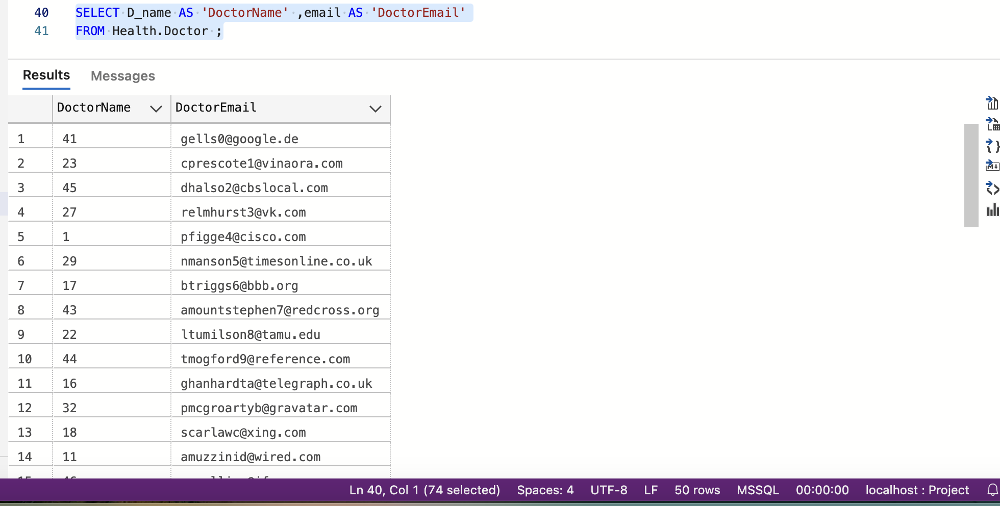 40 SELECT D_name AS 'DoctorName' ,email AS 'DoctorEmail'
41 FROM Health.Doctor ;
Results Messages
DoctorName DoctorEmail
1 41 gells0@google.de
2 23 cprescote1@vinaora.com
3 45 dhalso2@cbslocal.com
4 27 relmhurst3@vk.com
5 1 pfigge4@cisco.com
6 29 nmanson5@timesonline.co.uk
7 17 btriggs6@bbb.org
8 43 amountstephen7@redcross.org
9 22 ltumilson8@tamu.edu
10 44 tmogford9@reference.com
11 16 ghanhardta@telegraph.co.uk
12 32 pmcgroartyb@gravatar.com
13 18 scarlawc@xing.com
14 11 amuzzinid@wired.com
Ln 40, Col 1 (74 selected) Spaces: 4 UTF-8 LF 50 rows MSSQL 00:00:00 localhost : Project